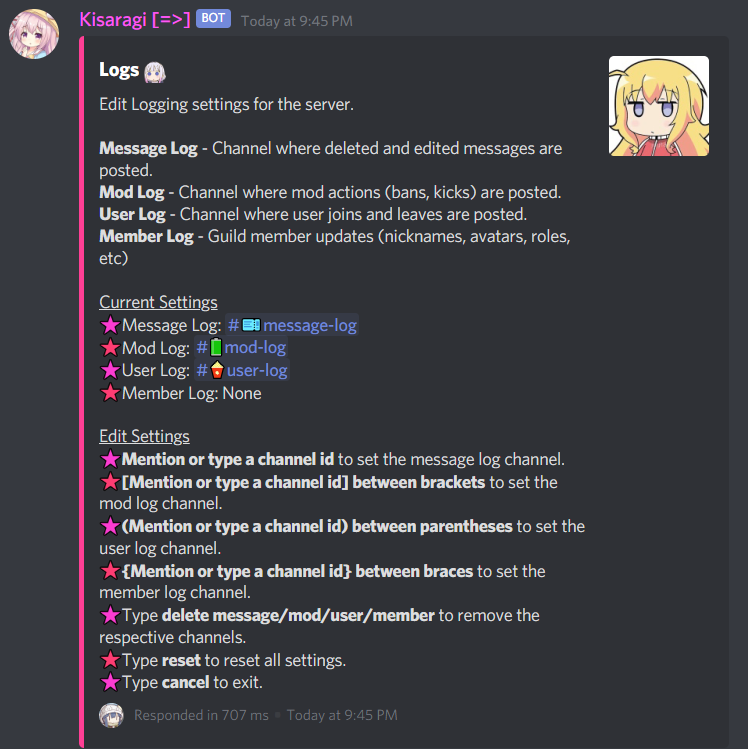 Kisaragi [=>] BOT Today at 9:45 PM
Logs
Edit Logging settings for the server.
Message Log - Channel where deleted and edited messages are
posted.
Mod Log - Channel where mod actions (bans, kicks) are posted.
User Log - Channel where user joins and leaves are posted.
Member Log - Guild member updates (nicknames, avatars, roles,
etc)
Current Settings
Message Log: #message-log
Mod Log: #mod-log
User Log: #user-log
Member Log: None
Edit Settings
Mention or type a channel id to set the message log channel.
[Mention or type a channel id] between brackets to set the
mod log channel.
(Mention or type a channel id) between parentheses to set the
user log channel.
{Mention or type a channel id} between braces to set the
member log channel.
Type delete message/mod/user/member to remove the
respective channels.
Type reset to reset all settings.
Type cancel to exit.
Responded in 707 ms • Today at 9:45 PM